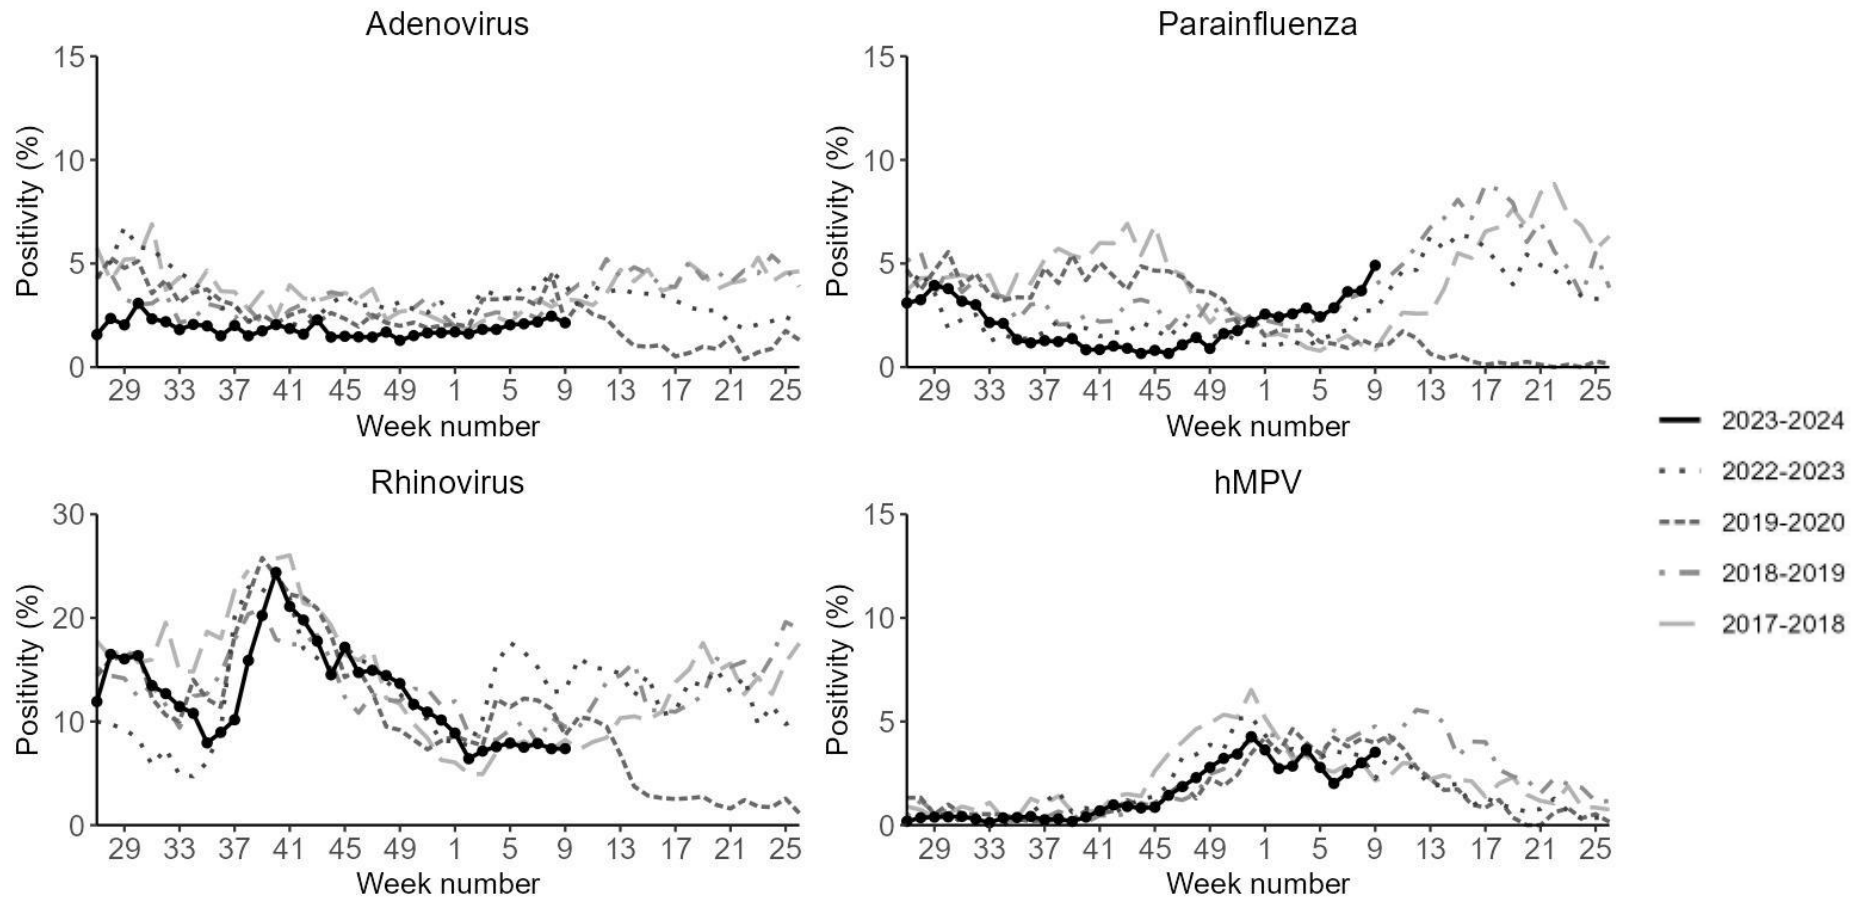 Adenovirus
Parainfluenza
15
10
5
0
Positivity (%)
29 33 37 41 45 49 1 5 9 13 17 21 25
Week number
15
10
5
0
Positivity (%)
29 33 37 41 45 49 1 5 9 13 17 21 25
Week number
Rhinovirus
hMPV
30
20
10
0
Positivity (%)
29 33 37 41 45 49 1 5 9 13 17 21 25
Week number
15
10
5
0
Positivity (%)
29 33 37 41 45 49 1 5 9 13 17 21 25
Week number
2023-2024
2022-2023
2019-2020
2018-2019
2017-2018